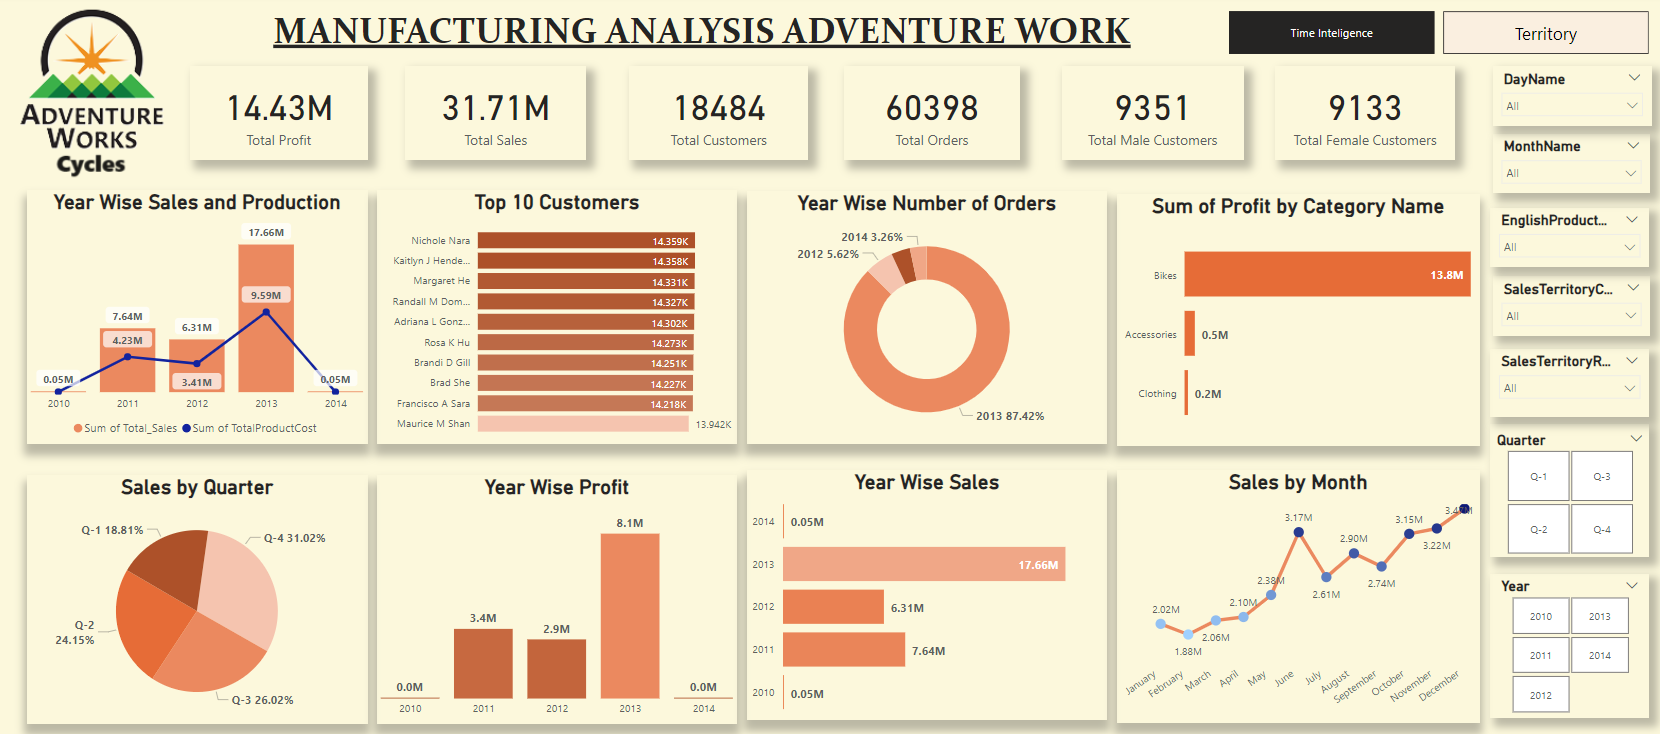 MANUFACTURING ANALYSIS ADVENTURE WORK
Time Inteligence
Territory
ADVENTURE
WORKS
Cycles
14.43M
Total Profit
31.71M
Total Sales
18484
Total Customers
60398
Total Orders
9351
Total Male Customers
9133
Total Female Customers
DayName
All
MonthName
All
EnglishProduct...
All
SalesTerritoryC...
All
SalesTerritoryR...
All
Quarter
Q-1
Q-3
Q-2
Q-4
Year
2010
2013
2011
2014
2012
Year Wise Sales and Production
17.66M
9.59M
7.64M
4.23M
6.31M
3.41M
0.05M
0.05M
2010
2011
2012
2013
2014
Sum of Total_Sales
Sum of TotalProductCost
Top 10 Customers
Nichole Nara 14.359K
Kaitlyn J Hende... 14.358K
Margaret He 14.331K
Randall M Dom... 14.327K
Adriana L Gonz... 14.302K
Rosa K Hu 14.273K
Brandi D Gill 14.251K
Brad She 14.227K
Francisco A Sara 14.218K
Maurice M Shan 13.942K
Year Wise Number of Orders
2014 3.26%
2012 5.62%
2013 87.42%
Sum of Profit by Category Name
Bikes 13.8M
Accessories 0.5M
Clothing 0.2M
Sales by Quarter
Q-1 18.81%
Q-4 31.02%
Q-2
24.15%
Q-3 26.02%
Year Wise Profit
0.0M
3.4M
2.9M
8.1M
0.0M
2010
2011
2012
2013
2014
Year Wise Sales
2014 0.05M
2013 17.66M
2012 6.31M
2011 7.64M
2010 0.05M
Sales by Month
2.02M
1.88M
2.06M
2.10M
2.38M
3.17M
2.61M
2.90M
2.74M
3.15M
3.22M
January
February
March
April
May
June
July
August
September
October
November
December